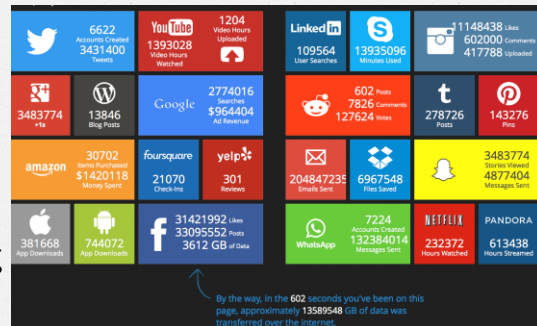 6622
Accounts Created
3431400
Tweets
You Tube
1393028
Video Hours
Watched
1204
Video Hours
Uploaded
Linked in
109564
User Searches
13935096
Minutes Used
11148438 Likes
602000 Comments
417788 Uploaded
g+
3483774
+1s
13846
Blog Posts
Google
2774016
Searches
$964404
Ad Revenue
602 Posts
7826 Comments
127624 Votes
t
278726
Posts
143276
Pins
amazon
30702
Items Purchased
$1420118
Money Spent
foursquare
21070
Check-Ins
yelp
301
Reviews
204847235
Emails Sent
6967548
Files Saved
3483774
Stories Viewed
4877404
Messages Sent
381668
App Downloads
744072
App Downloads
f
31421992 Likes
33095552 Posts
3612 GB of Data
WhatsApp
7224
Accounts Created
132384014
Messages Sent
NETFLIX
232372
Hours Watched
PANDORA
613438
Hours Streamed
By the way, in the 602 seconds you've been on this
page, approximately 13589548 GB of data was
transferred over the internet.